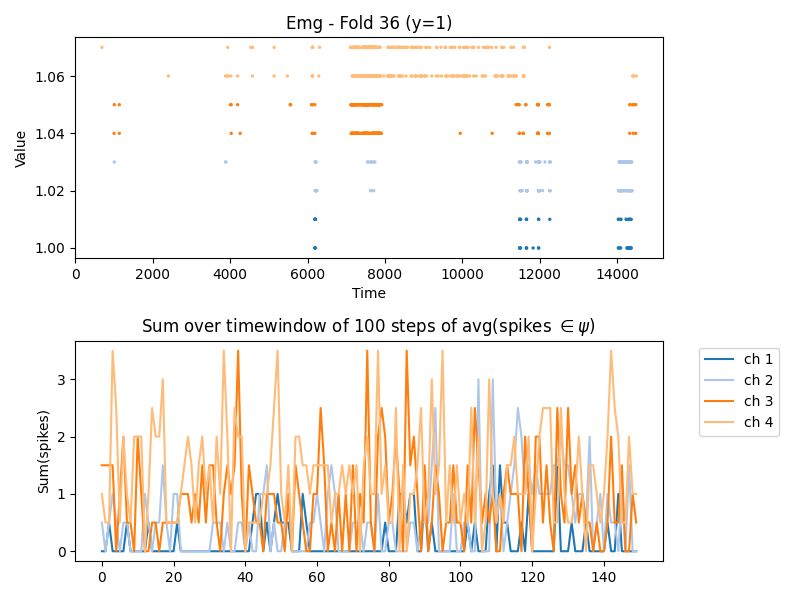 Emg - Fold 36 (y=1)
Value
1.06
1.04
1.02
1.00
0 2000 4000 6000 8000 10000 12000 14000
Time
Sum over timewindow of 100 steps of avg(spikes ∈ ψ)
Sum(spikes)
3
2
1
0
0 20 40 60 80 100 120 140
ch 1
ch 2
ch 3
ch 4